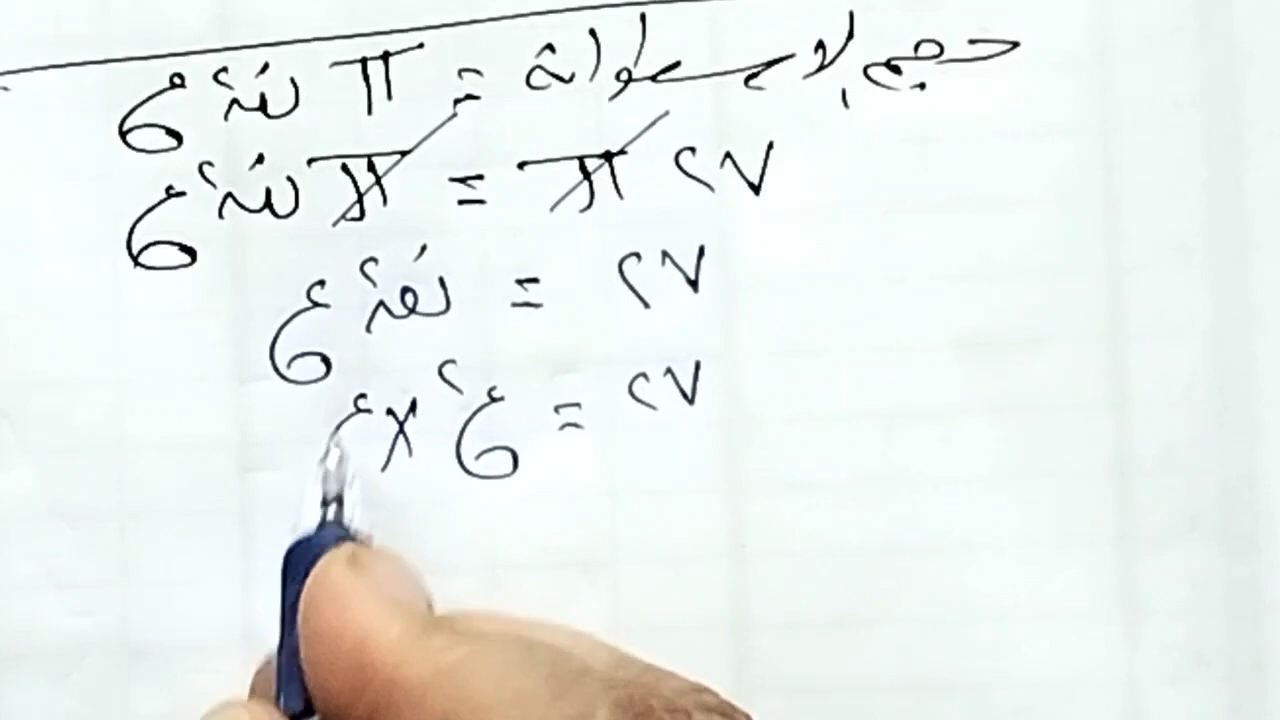 حجم الاسطوانة = π نق٢ ع
٢٧ π = π نق٢ ع
٢٧ = نق٢ ع
٢٧ = ع٢ × ع